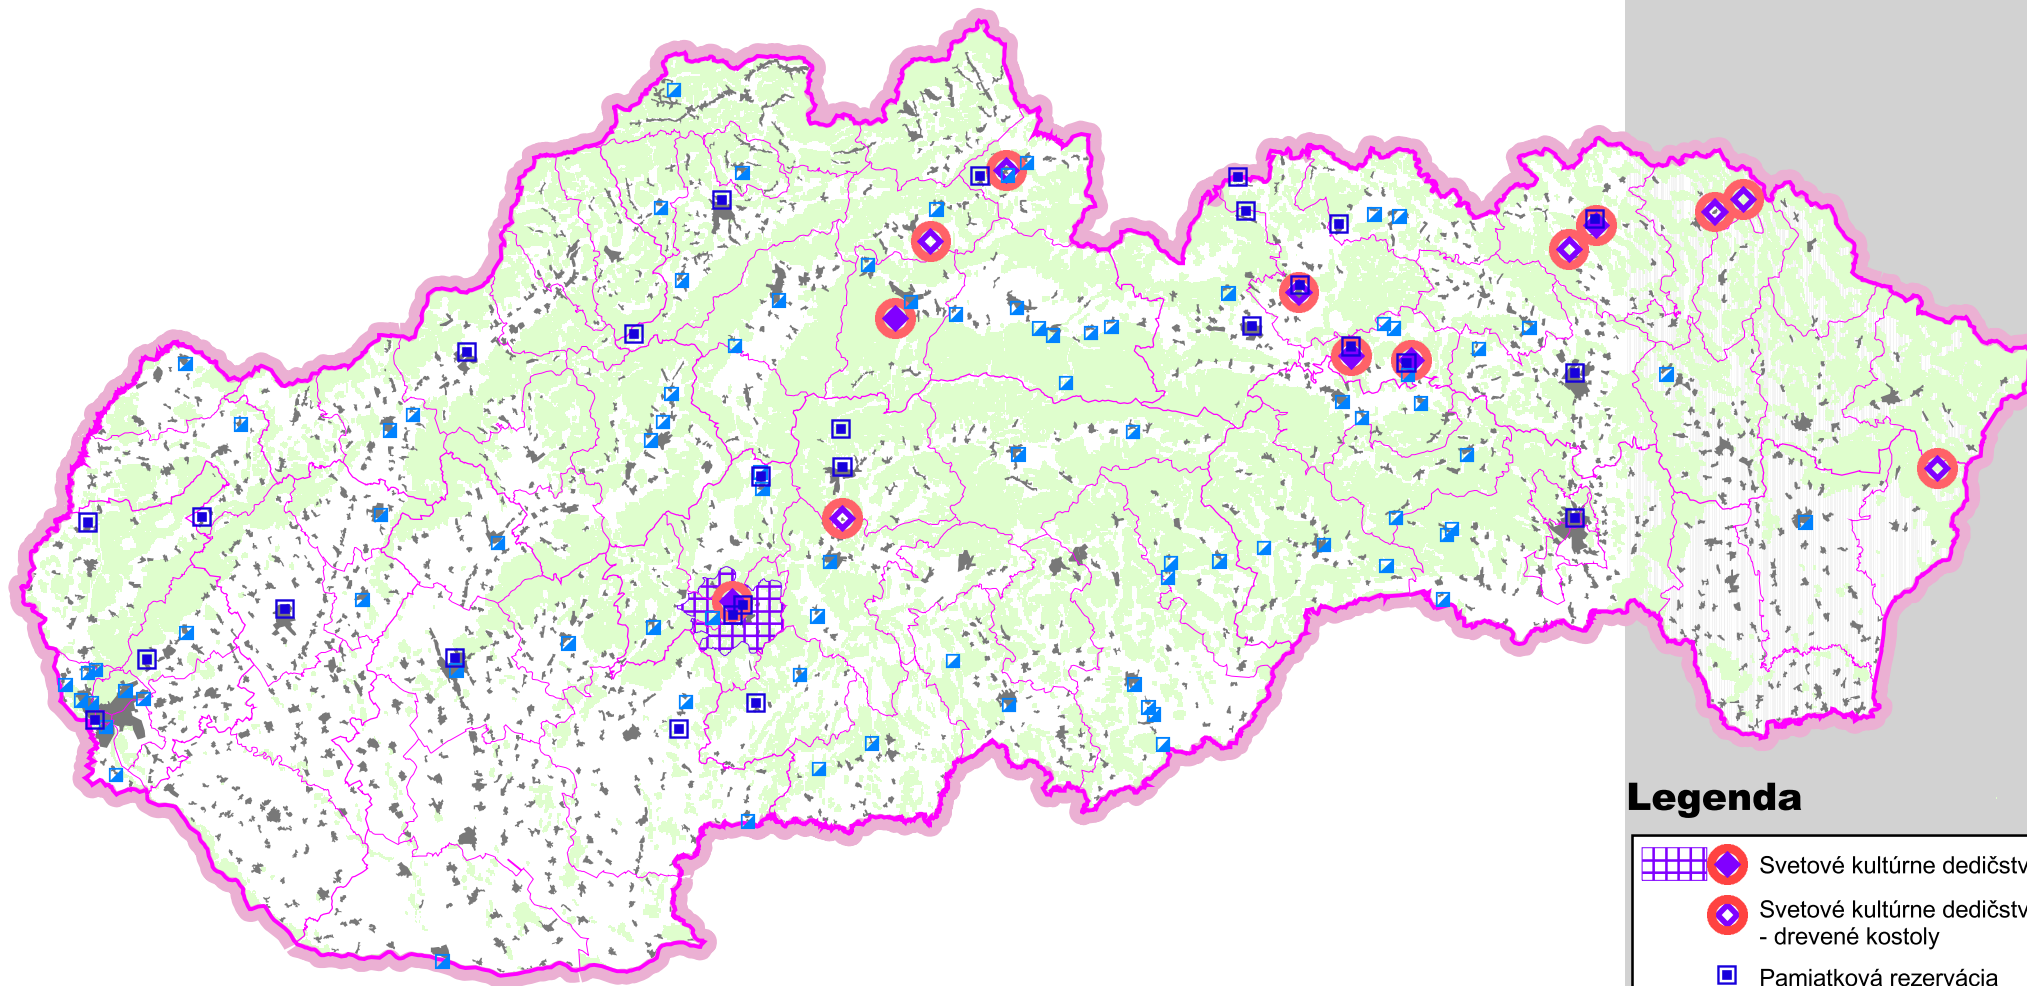 Legenda
Svetové kultúrne dedičstv
Svetové kultúrne dedičstv
- drevené kostoly
Pamiatková rezervácia